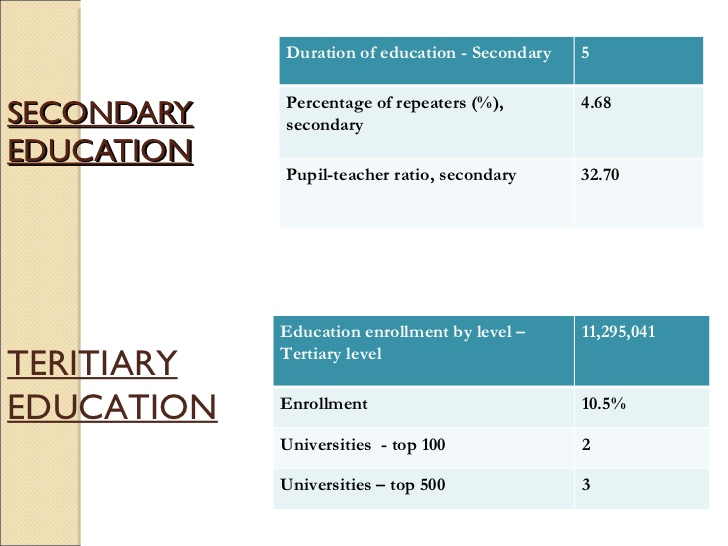 SECONDARY
EDUCATION
Duration of education - Secondary 5
Percentage of repeaters (%), 4.68
secondary
Pupil-teacher ratio, secondary 32.70
TERITIARY
EDUCATION
Education enrollment by level – 11,295,041
Tertiary level
Enrollment 10.5%
Universities - top 100 2
Universities – top 500 3